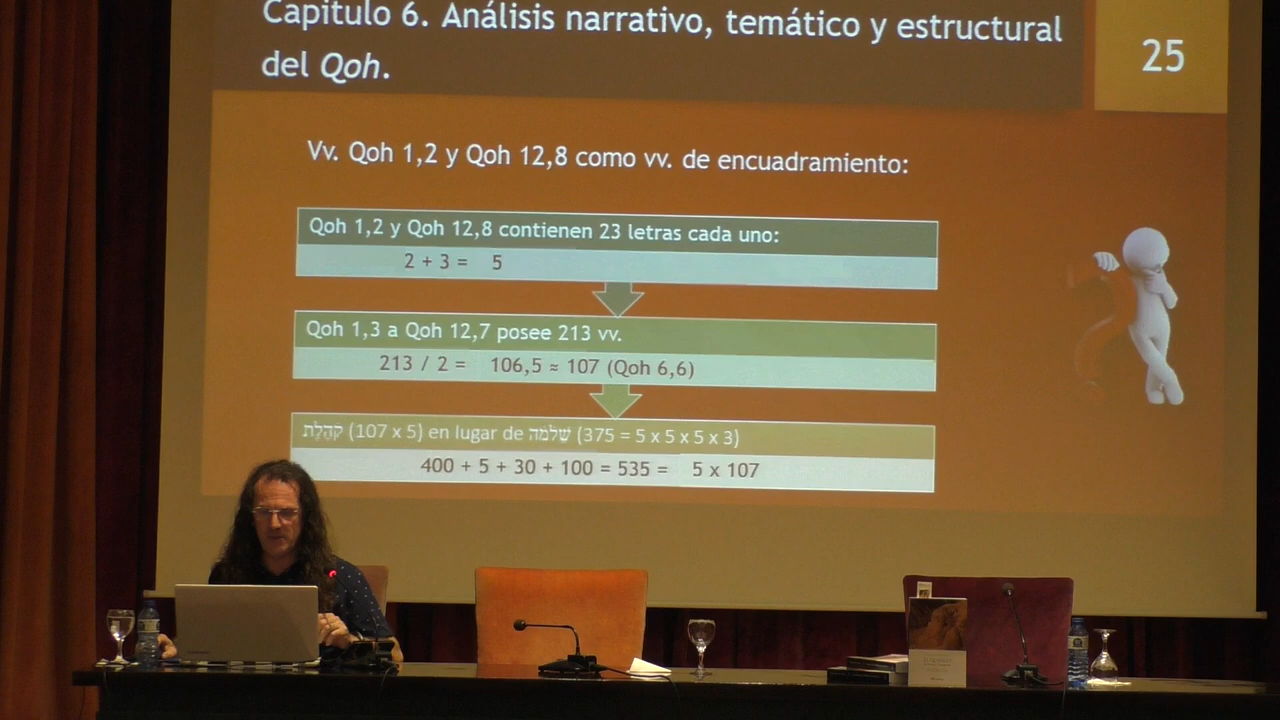 Capítulo 6. Análisis narrativo, temático y estructural
del Qoh.
25
Vv. Qoh 1,2 y Qoh 12,8 como vv. de encuadramiento:
Qoh 1,2 y Qoh 12,8 contienen 23 letras cada uno:
2 + 3 = 5
Qoh 1,3 a Qoh 12,7 posee 213 vv.
213 / 2 = 106,5 ≈ 107 (Qoh 6,6)
קֹהֶלֶת (107 x 5) en lugar de שְׁלֹמֹה (375 = 5 x 5 x 5 x 3)
400 + 5 + 30 + 100 = 535 = 5 x 107